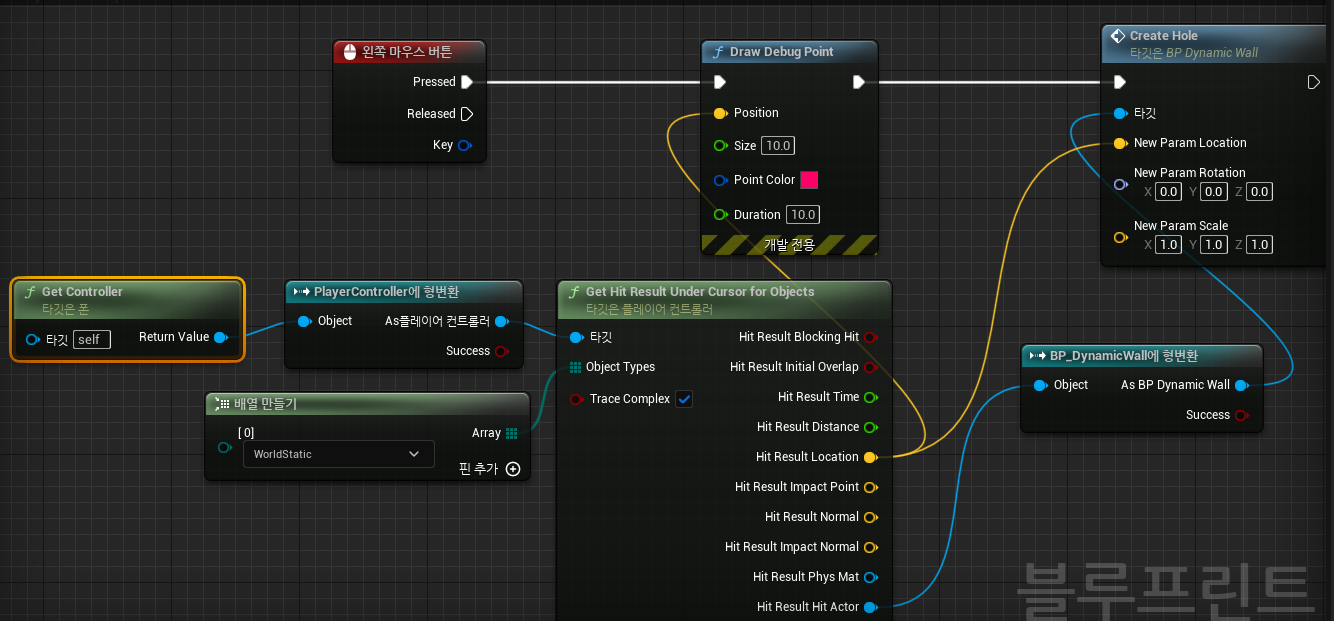 왼쪽 마우스 버튼
Pressed
Released
Key
Draw Debug Point
Position
Size 10.0
Point Color
Duration 10.0
개발 전용
Create Hole
타깃은 BP Dynamic Wall
타깃
New Param Location
New Param Rotation
X 0.0 Y 0.0 Z 0.0
New Param Scale
X 1.0 Y 1.0 Z 1.0
Get Controller
타깃은 폰
타깃 self
Return Value
PlayerController에 형변환
Object
As플레이어 컨트롤러
Success
배열 만들기
[0]
WorldStatic
Array
핀 추가
Get Hit Result Under Cursor for Objects
타깃은 플레이어 컨트롤러
타깃
Object Types
Trace Complex
Hit Result Blocking Hit
Hit Result Initial Overlap
Hit Result Time
Hit Result Distance
Hit Result Location
Hit Result Impact Point
Hit Result Normal
Hit Result Impact Normal
Hit Result Phys Mat
Hit Result Hit Actor
BP_DynamicWall에 형변환
Object
As BP Dynamic Wall
Success
블루프린트